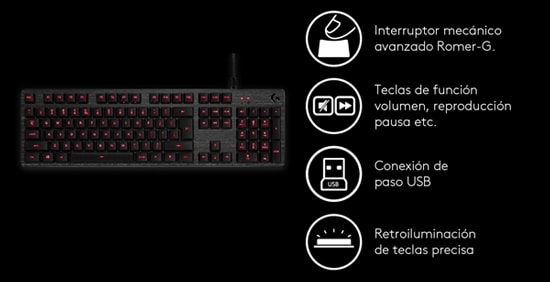 Interruptor mecánico
avanzado Romer-G.
Teclas de función
volumen, reproducción
pausa etc.
Conexión de
paso USB
USB
Retroiluminación
de teclas precisa